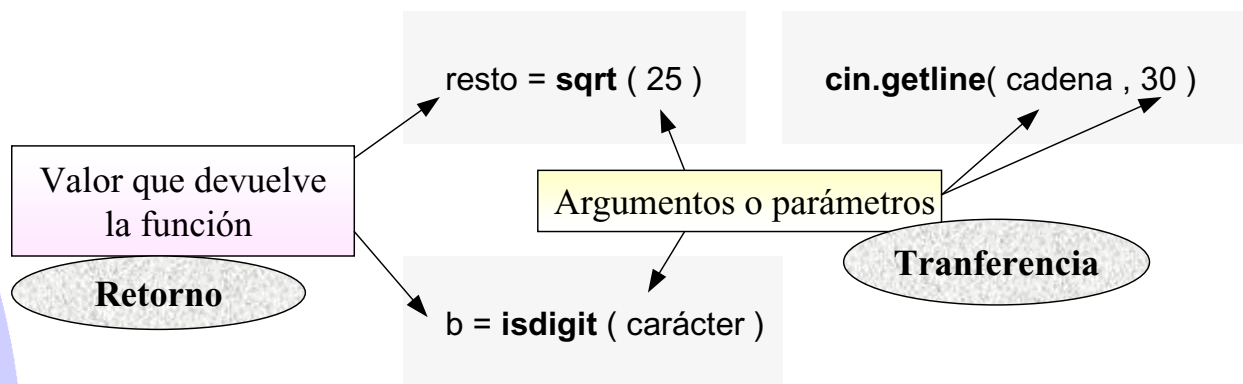 resto = sqrt ( 25 )
cin.getline( cadena , 30 )
Valor que devuelve
la función
Argumentos o parámetros
Tranferencia
Retorno
b = isdigit ( carácter )